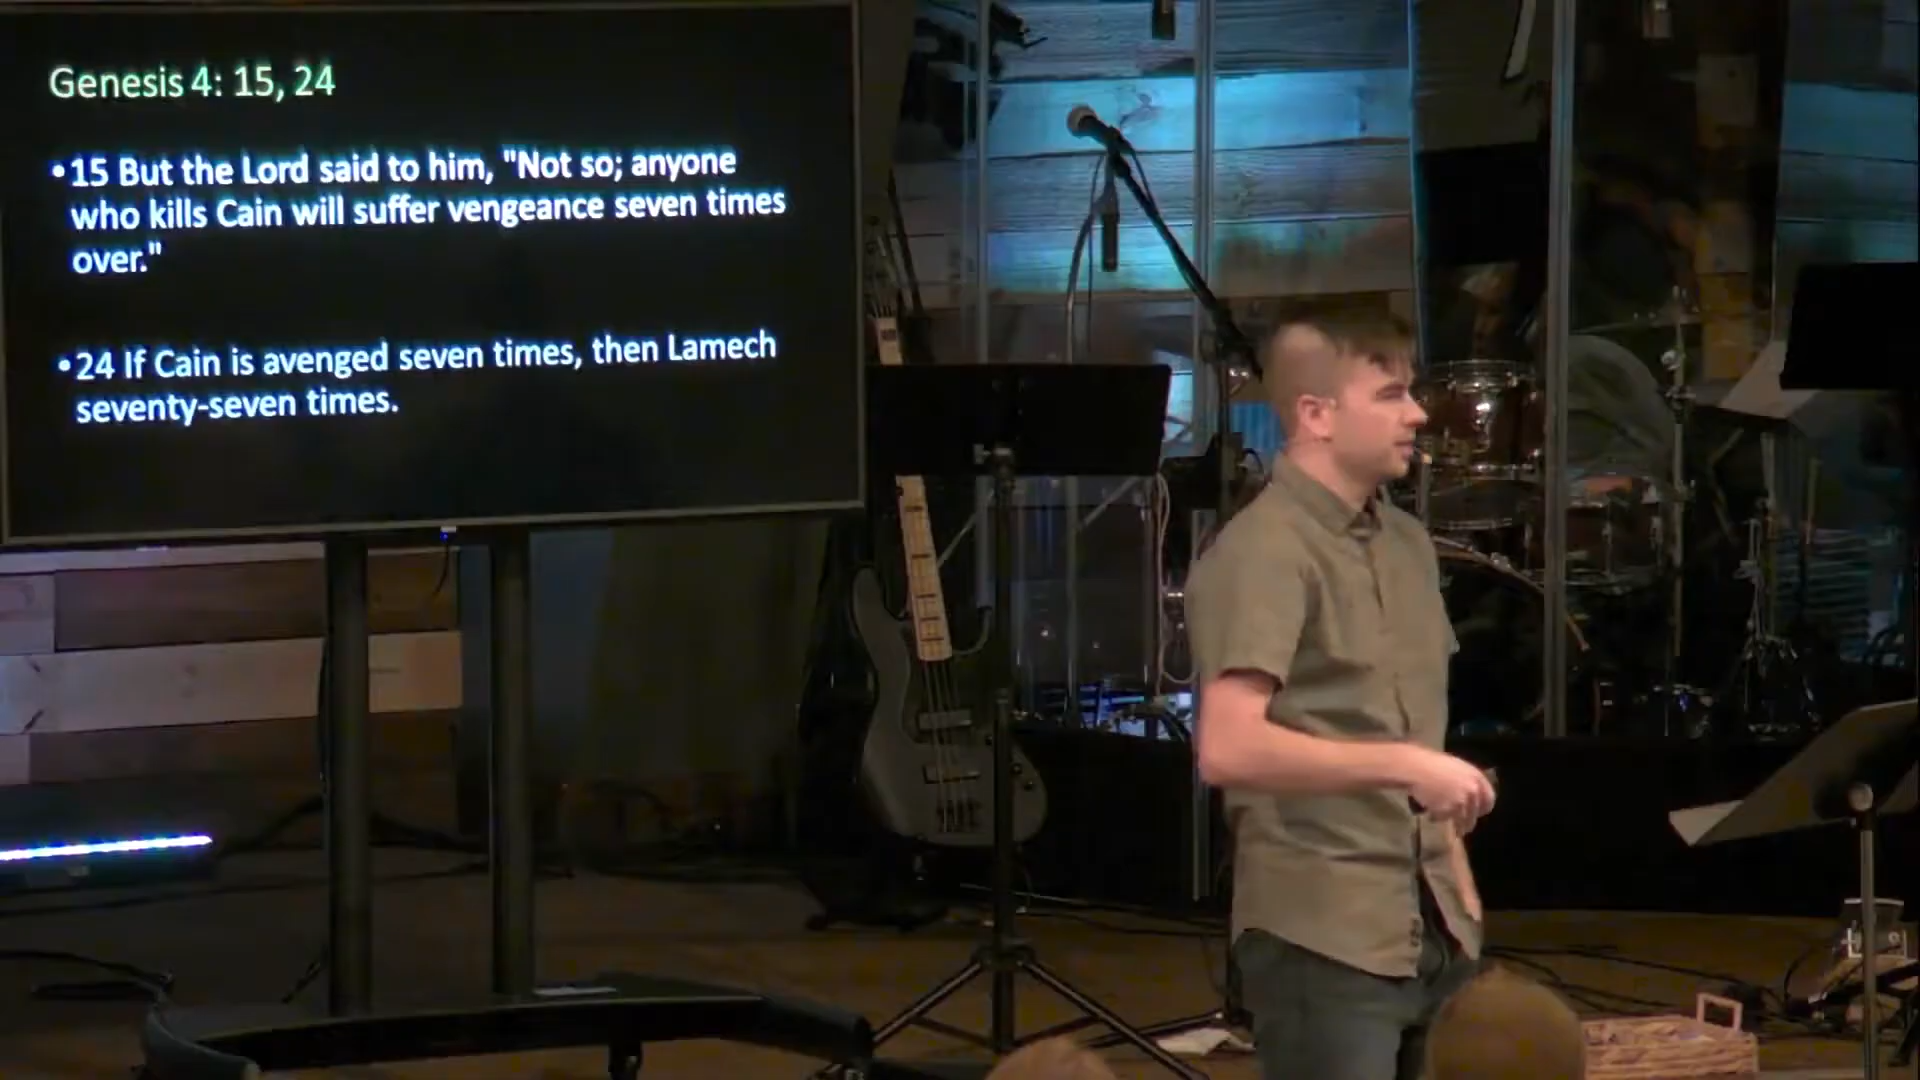 Genesis 4: 15, 24
•15 But the Lord said to him, "Not so; anyone
who kills Cain will suffer vengeance seven times
over."
•24 If Cain is avenged seven times, then Lamech
seventy-seven times.